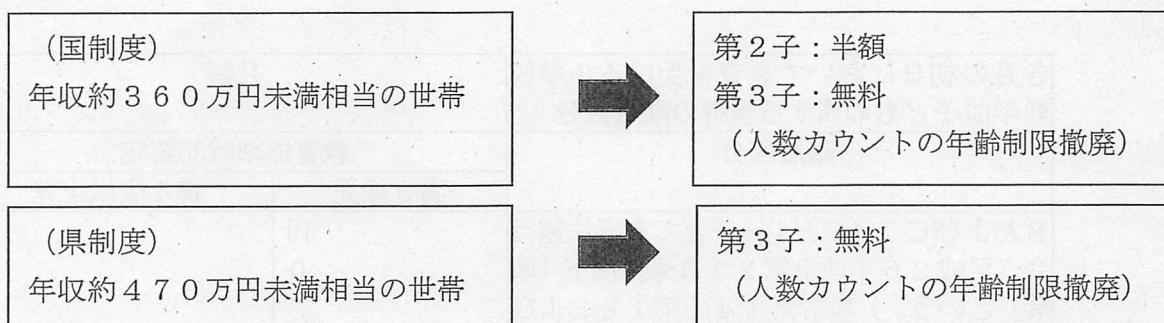 （国制度）
年収約３６０万円未満相当の世帯
第２子：半額
第３子：無料
（人数カウントの年齢制限撤廃）
（県制度）
年収約４７０万円未満相当の世帯
第３子：無料
（人数カウントの年齢制限撤廃）